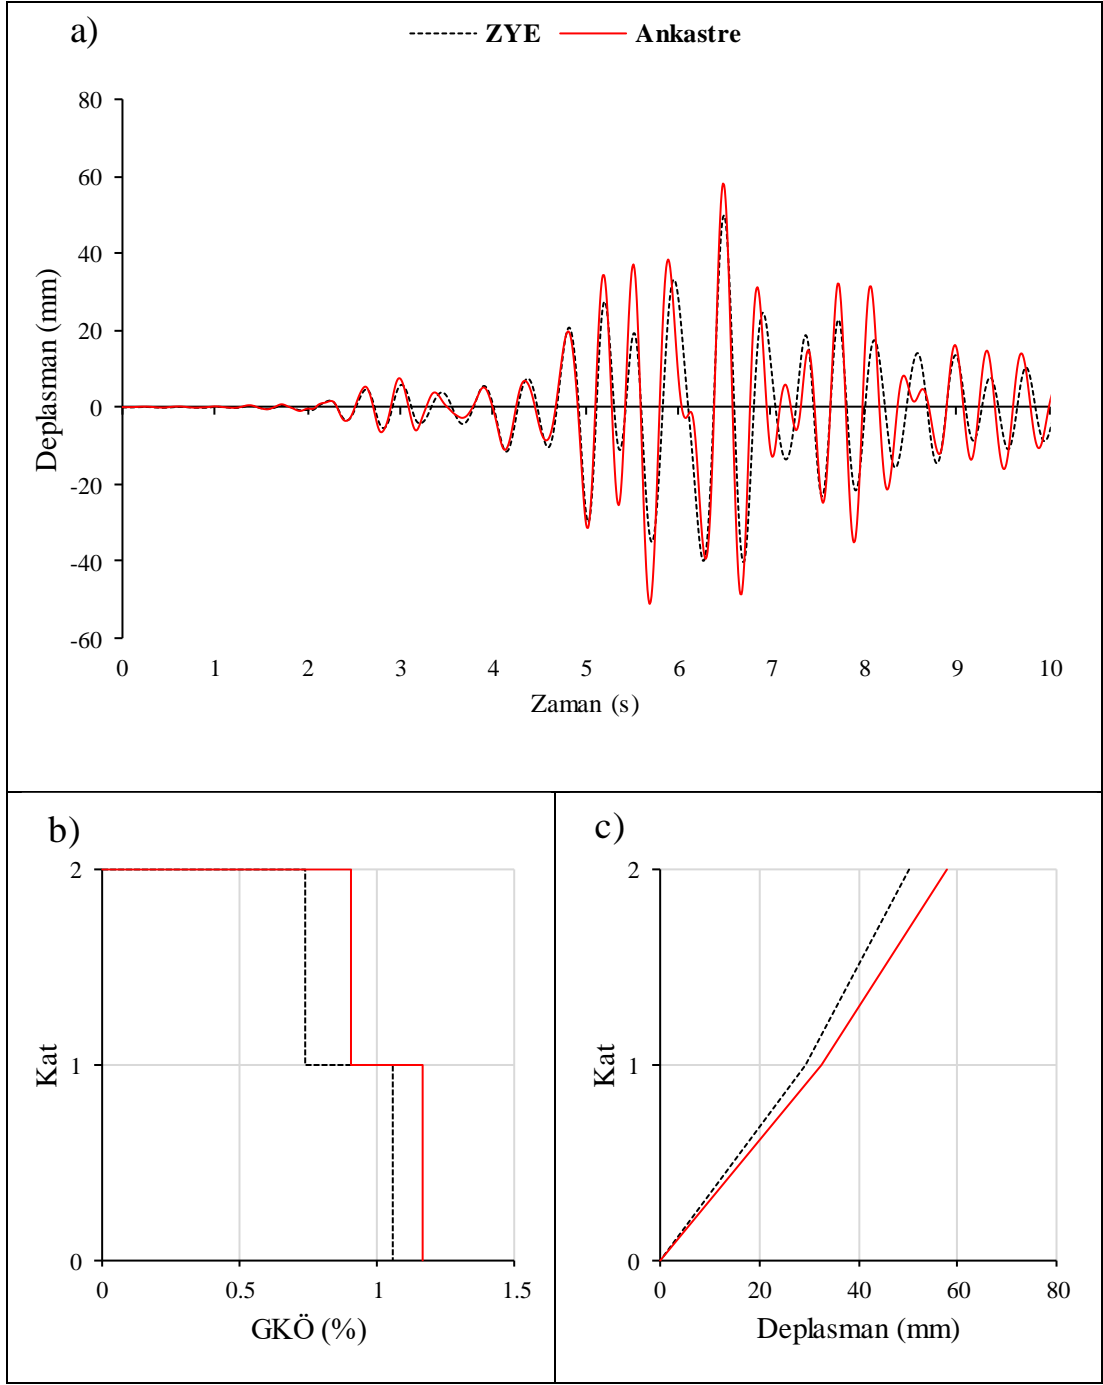 a)
ZYE Ankastre
80
60
40
20
0
-20
-40
-60
Deplasman (mm)
0 1 2 3 4 5 6 7 8 9 10
Zaman (s)
b)
2
1
0
Kat
0 0.5 1 1.5
GKÖ (%)
c)
2
1
0
Kat
0 20 40 60 80
Deplasman (mm)